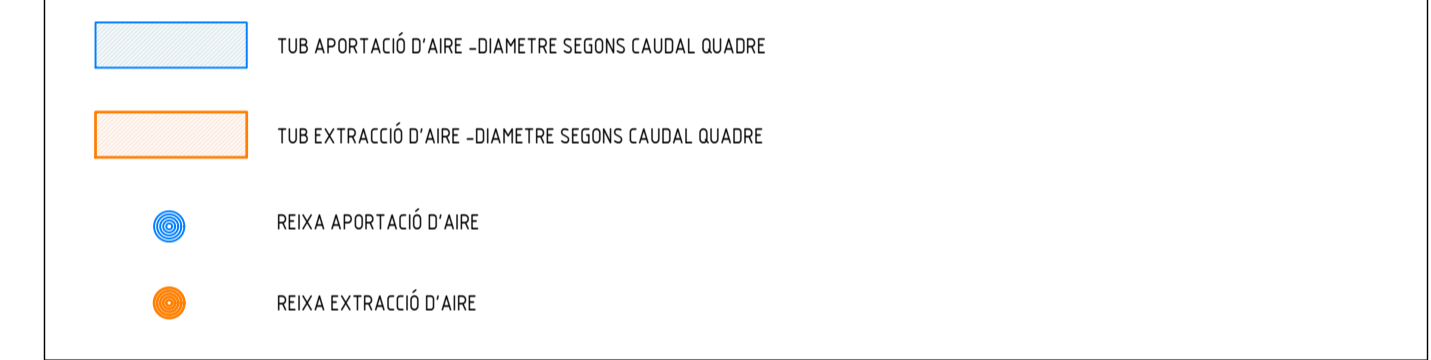 TUB APORTACIÓ D'AIRE -DIAMETRE SEGONS CAUDAL QUADRE
TUB EXTRACCIÓ D'AIRE -DIAMETRE SEGONS CAUDAL QUADRE
REIXA APORTACIÓ D'AIRE
REIXA EXTRACCIÓ D'AIRE